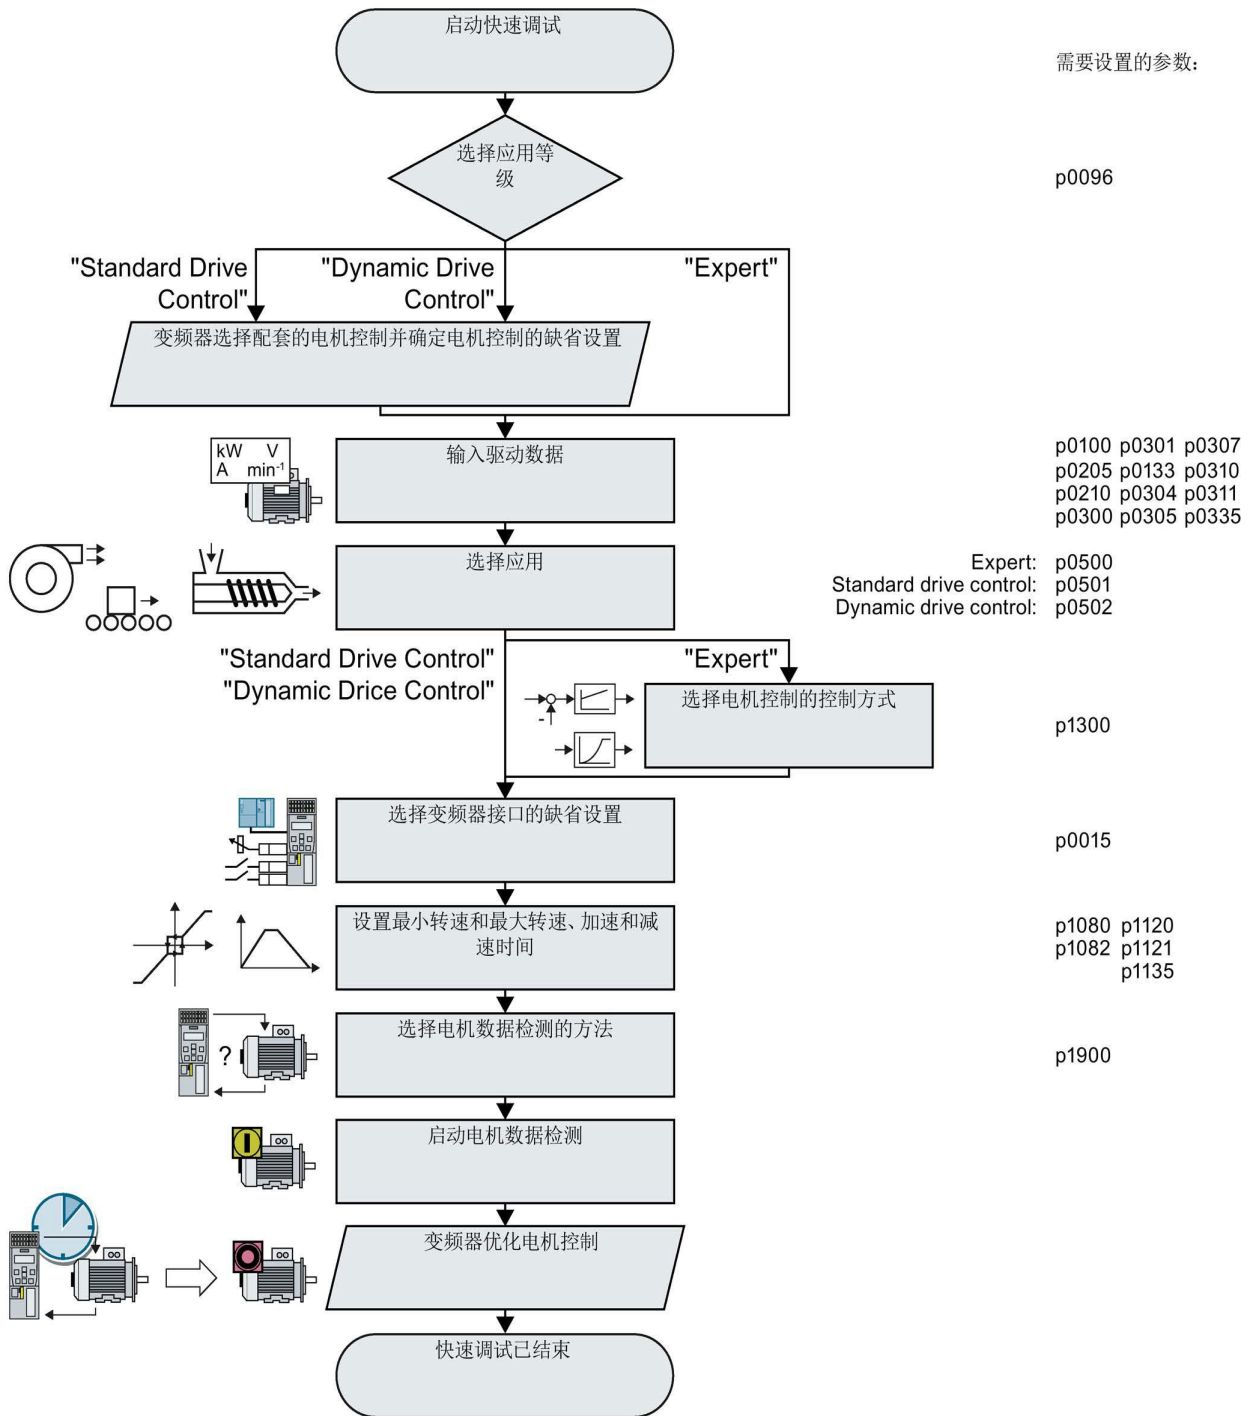 启动快速调试
需要设置的参数:
选择应用等
级
p0096
"Standard Drive
Control"
"Dynamic Drive
Control"
"Expert"
变频器选择配套的电机控制并确定电机控制的缺省设置
kW V
A min⁻¹
输入驱动数据
p0100 p0301 p0307
p0205 p0133 p0310
p0210 p0304 p0311
p0300 p0305 p0335
选择应用
Expert: p0500
Standard drive control: p0501
Dynamic drive control: p0502
"Standard Drive Control"
"Dynamic Drice Control"
"Expert"
选择电机控制的控制方式
-
p1300
选择变频器接口的缺省设置
p0015
设置最小转速和最大转速、加速和减
速时间
p1080 p1120
p1082 p1121
p1135
选择电机数据检测的方法
?
p1900
启动电机数据检测
变频器优化电机控制
快速调试已结束